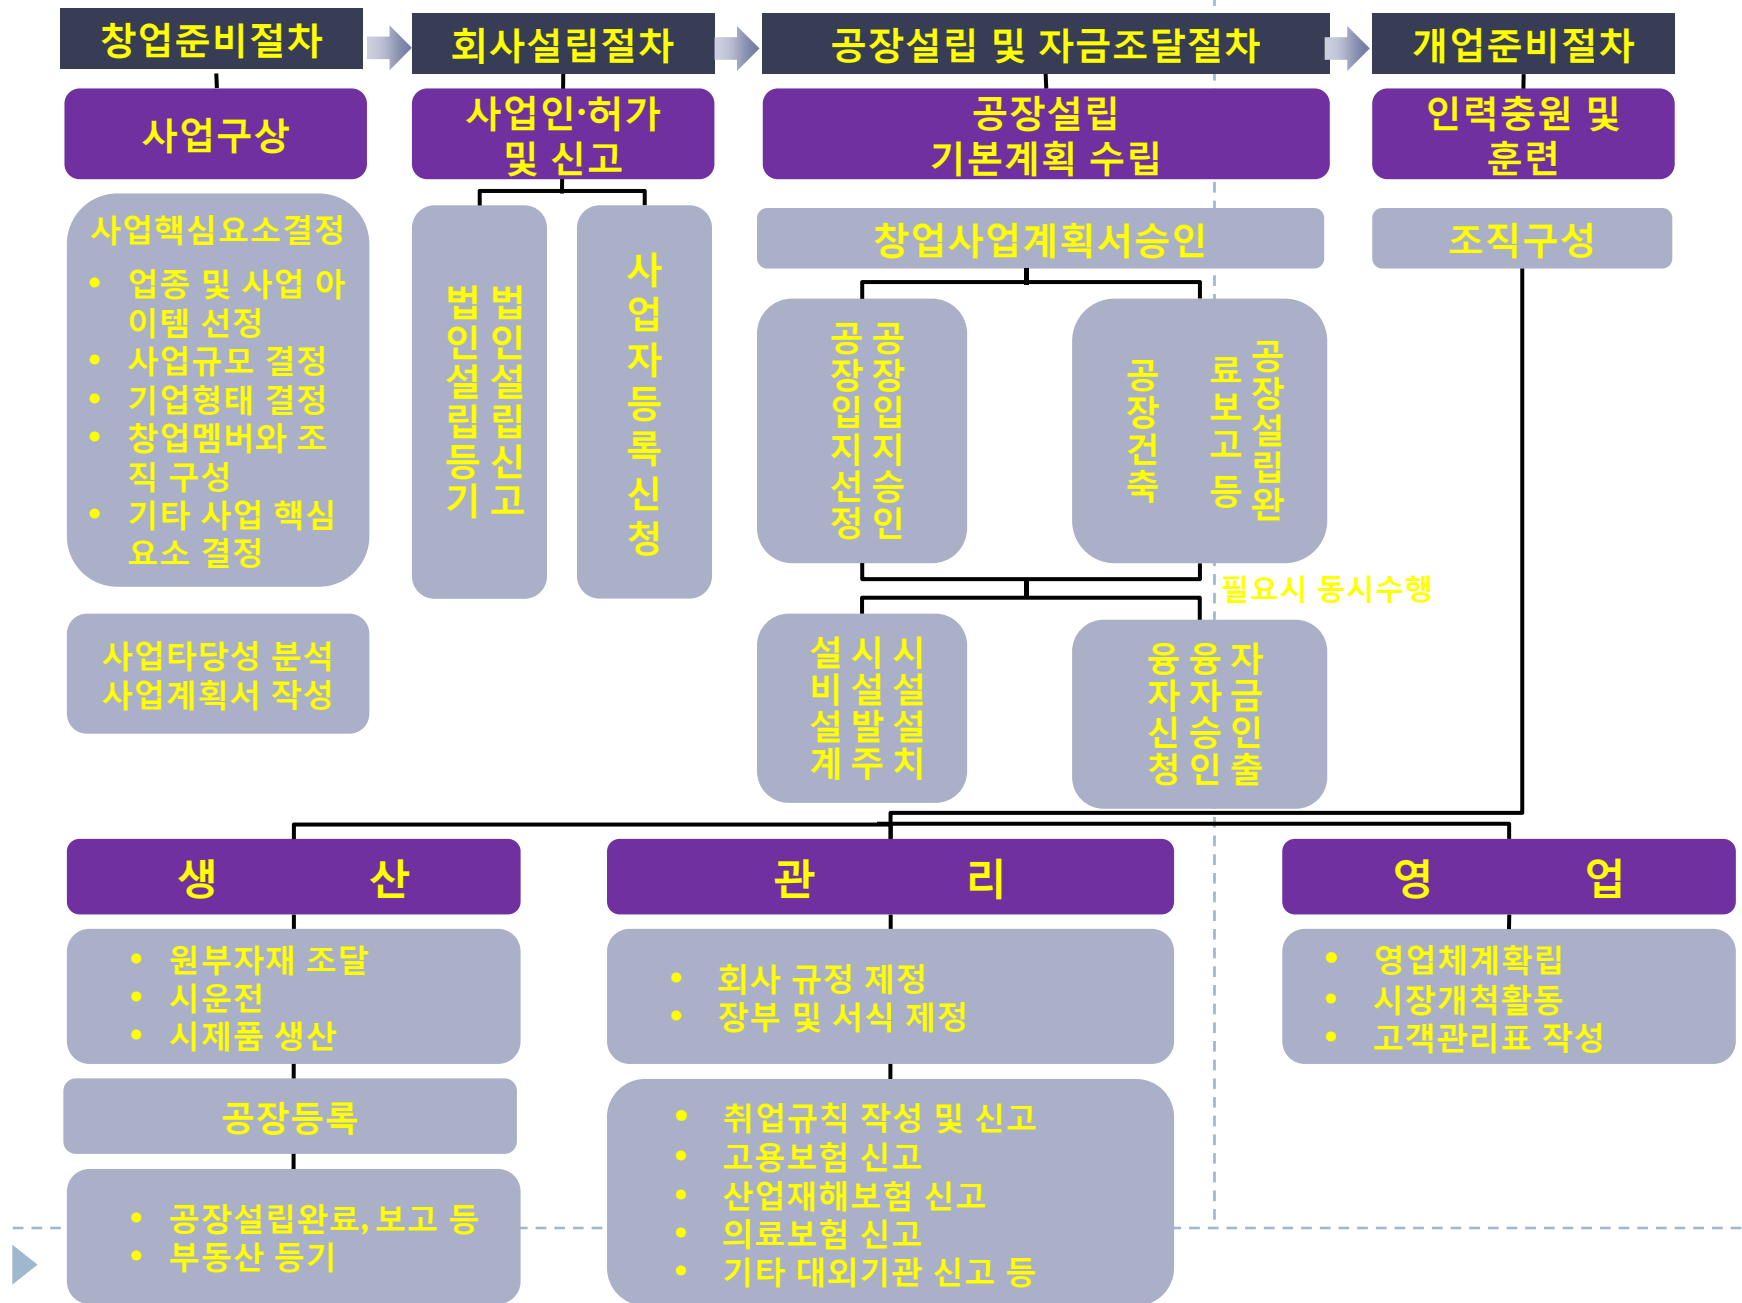 창업준비절차
회사설립절차
공장설립 및 자금조달절차
개업준비절차
사업구상
사업인·허가
및 신고
공장설립
기본계획 수립
인력충원 및
훈련
사업핵심요소결정
• 업종 및 사업 아
이템 선정
• 사업규모 결정
• 기업형태 결정
• 창업멤버와 조
직 구성
• 기타 사업 핵심
요소 결정
사업타당성 분석
사업계획서 작성
법인설립신고
법인설립등기
사업자등록신청
창업사업계획서승인
공장입지승인
공장입지선정
공장설립완
료보고 등
공장건축
필요시 동시수행
시설설치
시설발주
설비설계
자금인출
융자승인
융자신청
조직구성
생 산
• 원부자재 조달
• 시운전
• 시제품 생산
공장등록
• 공장설립완료, 보고 등
• 부동산 등기
관 리
• 회사 규정 제정
• 장부 및 서식 제정
• 취업규칙 작성 및 신고
• 고용보험 신고
• 산업재해보험 신고
• 의료보험 신고
• 기타 대외기관 신고 등
영 업
• 영업체계확립
• 시장개척활동
• 고객관리표 작성